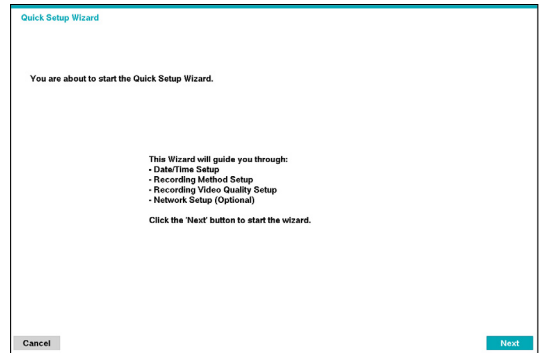 Quick Setup Wizard
You are about to start the Quick Setup Wizard.
This Wizard will guide you through:
- Date/Time Setup
- Recording Method Setup
- Recording Video Quality Setup
- Network Setup (Optional)
Click the 'Next' button to start the wizard.
Cancel
Next